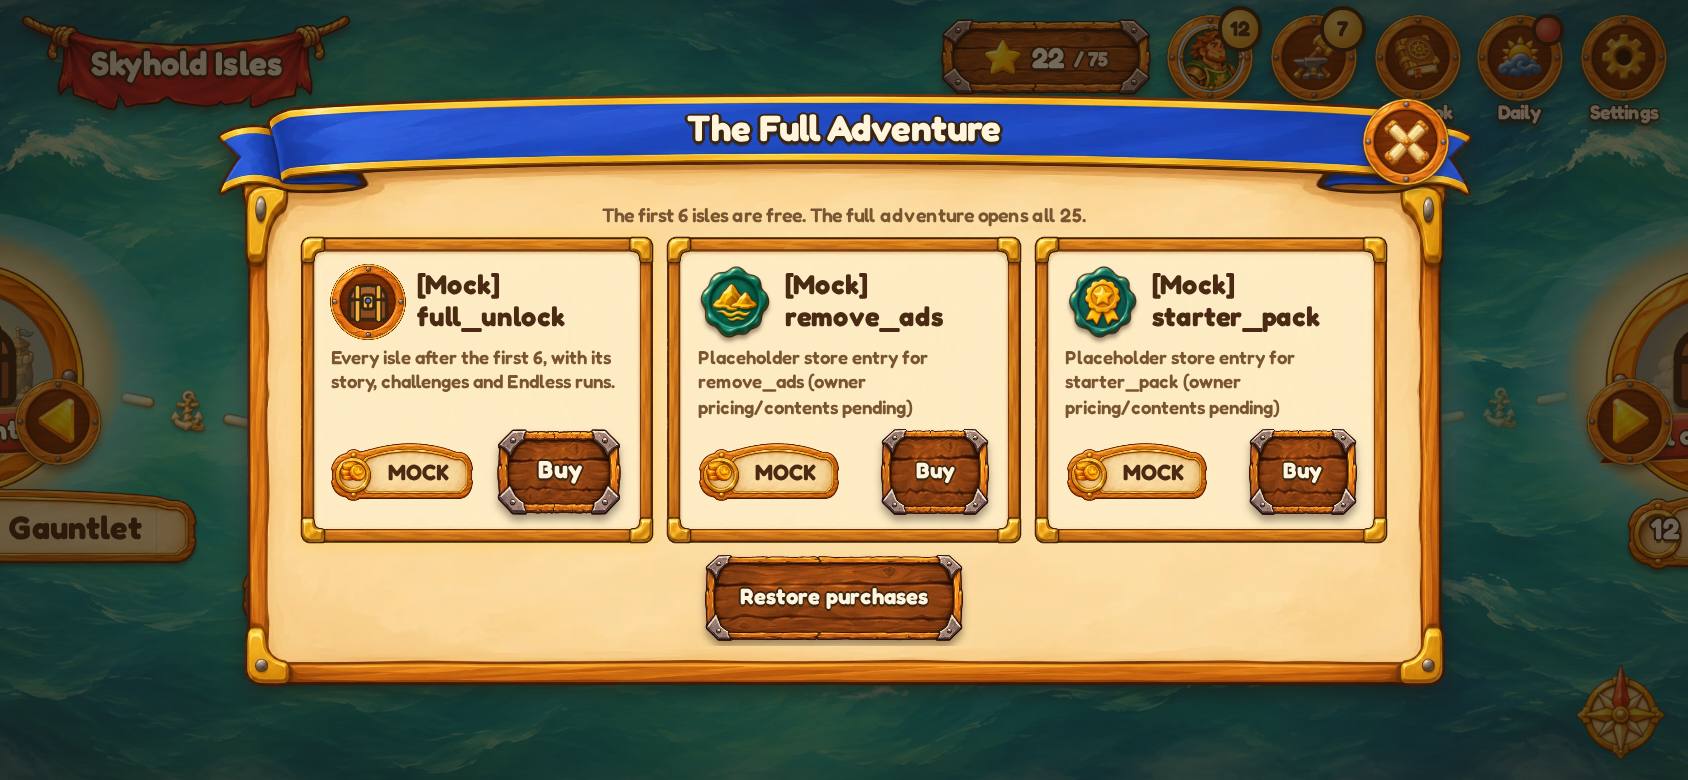 Skyhold Isles
22 / 75
12
7
Daily
Settings
The Full Adventure
The first 6 isles are free. The full adventure opens all 25.
[Mock]
full_unlock
Every isle after the first 6, with its
story, challenges and Endless runs.
MOCK
Buy
[Mock]
remove_ads
Placeholder store entry for
remove_ads (owner
pricing/contents pending)
MOCK
Buy
[Mock]
starter_pack
Placeholder store entry for
starter_pack (owner
pricing/contents pending)
MOCK
Buy
Restore purchases
Gauntlet
12